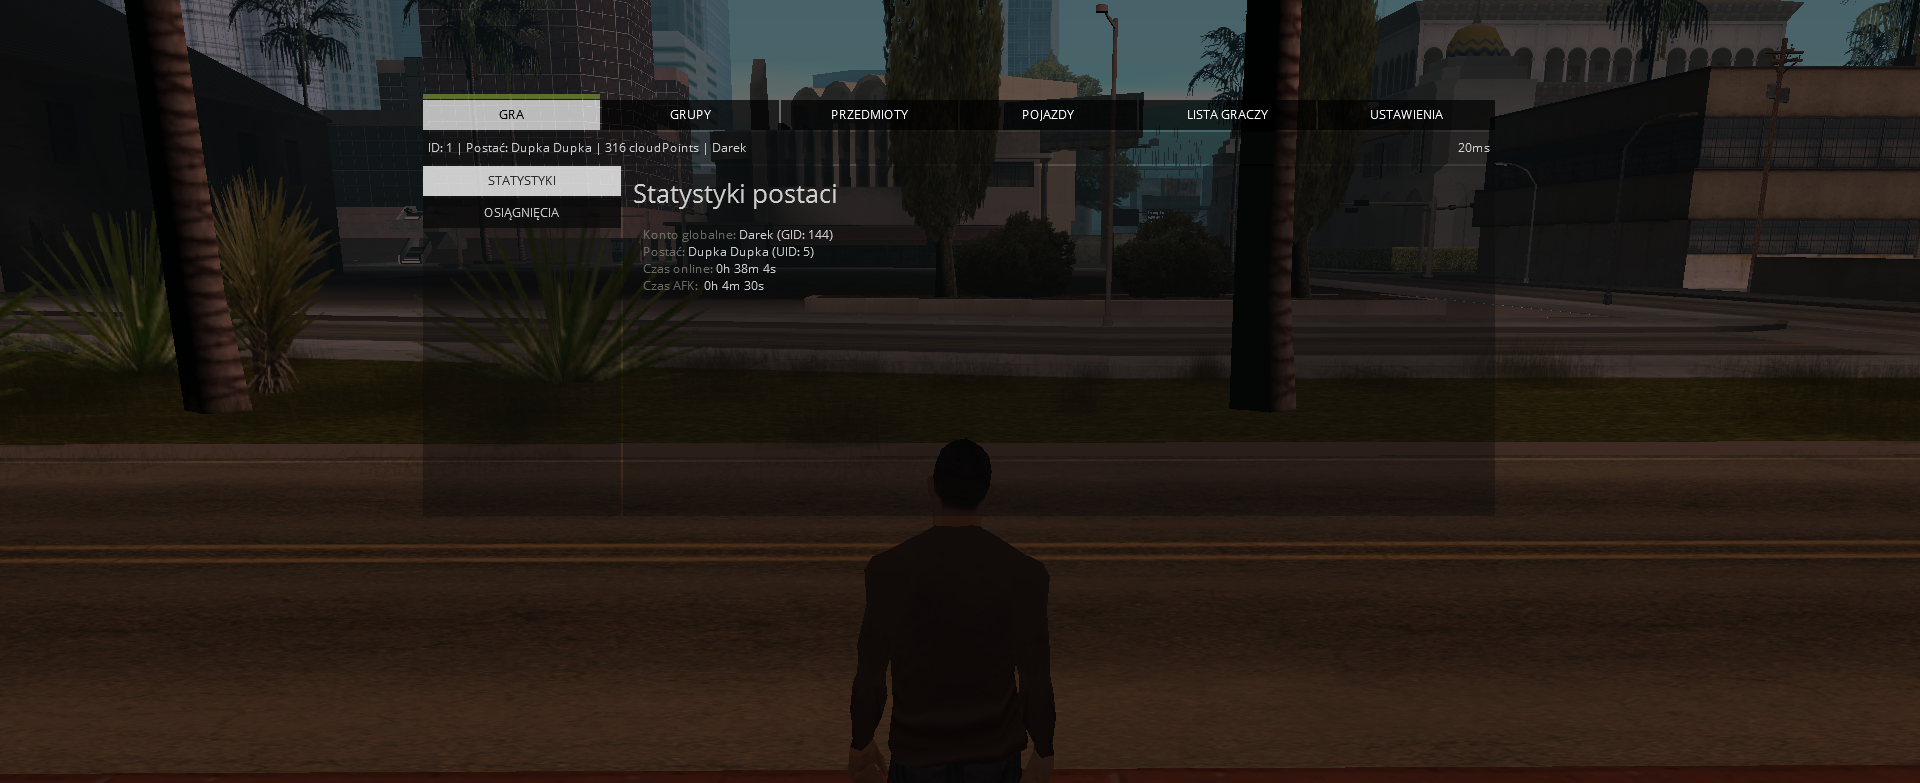 GRA GRUPY PRZEDMIOTY POJAZDY LISTA GRACZY USTAWIENIA
ID: 1 | Postać: Dupka Dupka | 316 cloudPoints | Darek 20ms
STATYSTYKI
OSIĄGNIĘCIA
Statystyki postaci
Konto globalne: Darek (GID: 144)
Postać: Dupka Dupka (UID: 5)
Czas online: 0h 38m 4s
Czas AFK: 0h 4m 30s